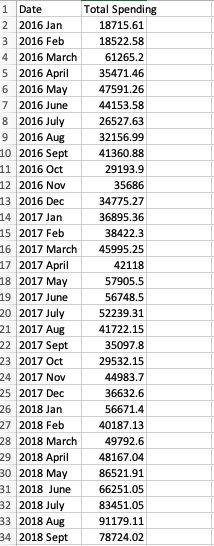 1 Date Total Spending
2 2016 Jan 18715.61
3 2016 Feb 18522.58
4 2016 March 61265.2
5 2016 April 35471.46
6 2016 May 47591.26
7 2016 June 44153.58
8 2016 July 26527.63
9 2016 Aug 32156.99
10 2016 Sept 41360.88
11 2016 Oct 29193.9
12 2016 Nov 35686
13 2016 Dec 34775.27
14 2017 Jan 36895.36
15 2017 Feb 38422.3
16 2017 March 45995.25
17 2017 April 42118
18 2017 May 57905.5
19 2017 June 56748.5
20 2017 July 52239.31
21 2017 Aug 41722.15
22 2017 Sept 35097.8
23 2017 Oct 29532.15
24 2017 Nov 44983.7
25 2017 Dec 36632.6
26 2018 Jan 56671.4
27 2018 Feb 40187.13
28 2018 March 49792.6
29 2018 April 48167.04
30 2018 May 86521.91
31 2018 June 66251.05
32 2018 July 83451.05
33 2018 Aug 91179.11
34 2018 Sept 78724.02